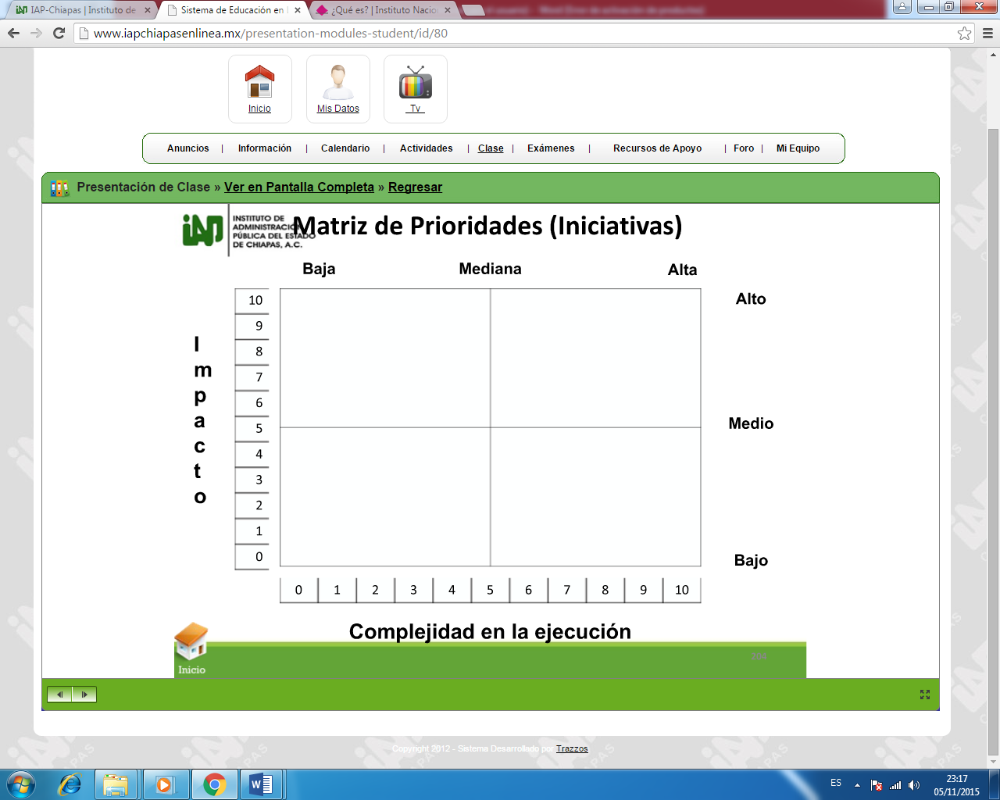 IAP-Chiapas | Instituto de
Sistema de Educación en
¿Qué es? | Instituto Nacio
www.iapchiapasenlinea.mx/presentation-modules-student/id/80
Inicio
Mis Datos
Tv
Anuncios | Información | Calendario | Actividades | Clase | Exámenes | Recursos de Apoyo | Foro | Mi Equipo
Presentación de Clase » Ver en Pantalla Completa » Regresar
INSTITUTO DE
ADMINISTRACIÓN
PÚBLICA DEL ESTADO
DE CHIAPAS, A.C.
Matriz de Prioridades (Iniciativas)
Baja Mediana Alta
Impacto
10
9
8
7
6
5
4
3
2
1
0
Alto
Medio
Bajo
0 1 2 3 4 5 6 7 8 9 10
Complejidad en la ejecución
Inicio
Copyright 2012 - Sistema Desarrollado por Trazzos
ES
23:17
05/11/2015